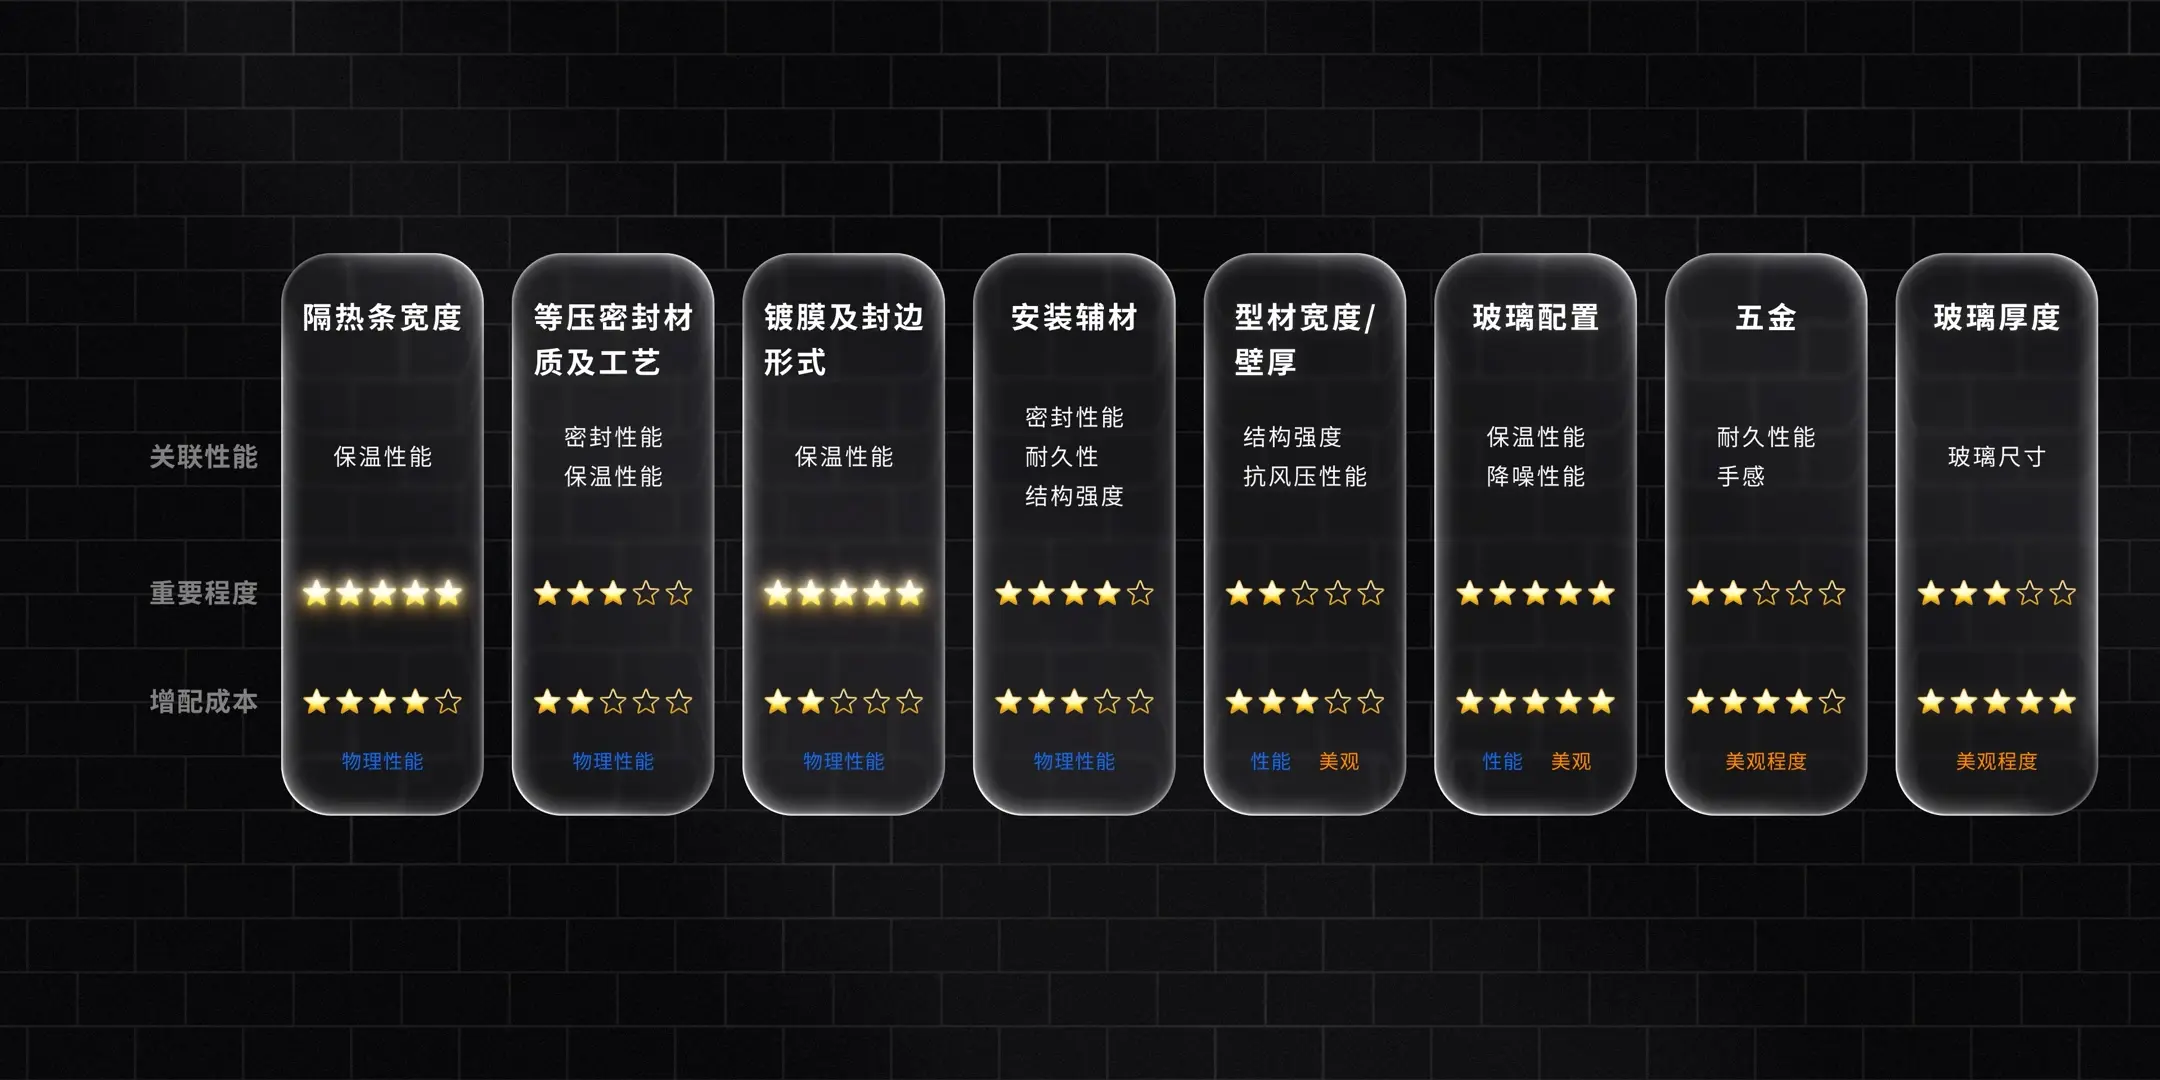 隔热条宽度
等压密封材
质及工艺
镀膜及封边
形式
安装辅材
型材宽度/
壁厚
玻璃配置
五金
玻璃厚度
关联性能
保温性能
密封性能
保温性能
保温性能
密封性能
耐久性
结构强度
结构强度
抗风压性能
保温性能
降噪性能
耐久性能
手感
玻璃尺寸
重要程度
★★★★★
★★★☆☆
★★★★★
★★★★☆
★★☆☆☆
★★★★★
★★☆☆☆
★★★☆☆
增配成本
★★★★☆
★★☆☆☆
★★☆☆☆
★★★☆☆
★★★☆☆
★★★★★
★★★★☆
★★★★★
物理性能
物理性能
物理性能
物理性能
性能 美观
性能 美观
美观程度
美观程度